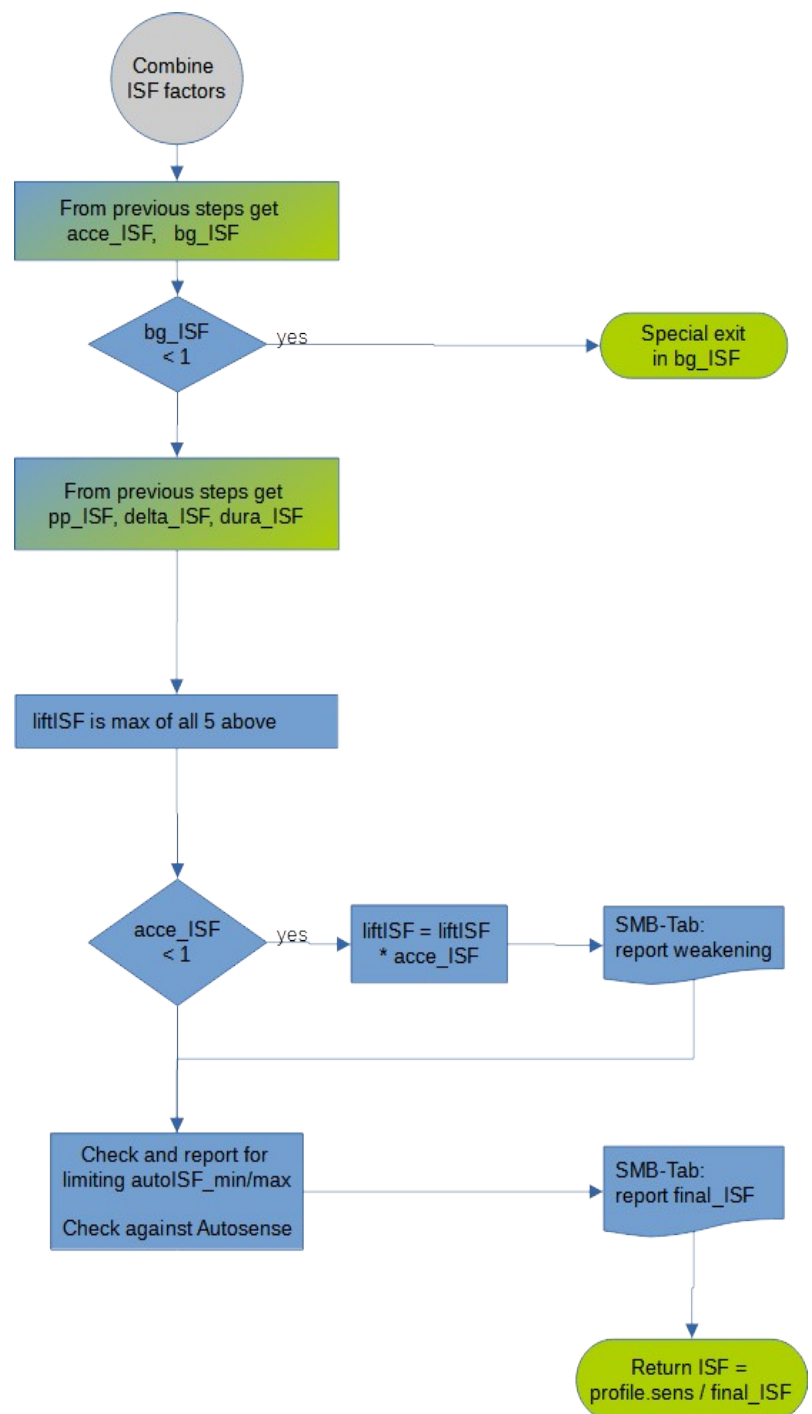 Combine
ISF factors
From previous steps get
acce_ISF, bg_ISF
bg_ISF
< 1
yes
Special exit
in bg_ISF
From previous steps get
pp_ISF, delta_ISF, dura_ISF
liftISF is max of all 5 above
acce_ISF
< 1
yes
liftISF = liftISF
* acce_ISF
SMB-Tab:
report weakening
Check and report for
limiting autoISF_min/max
Check against Autosense
SMB-Tab:
report final_ISF
Return ISF =
profile.sens / final_ISF